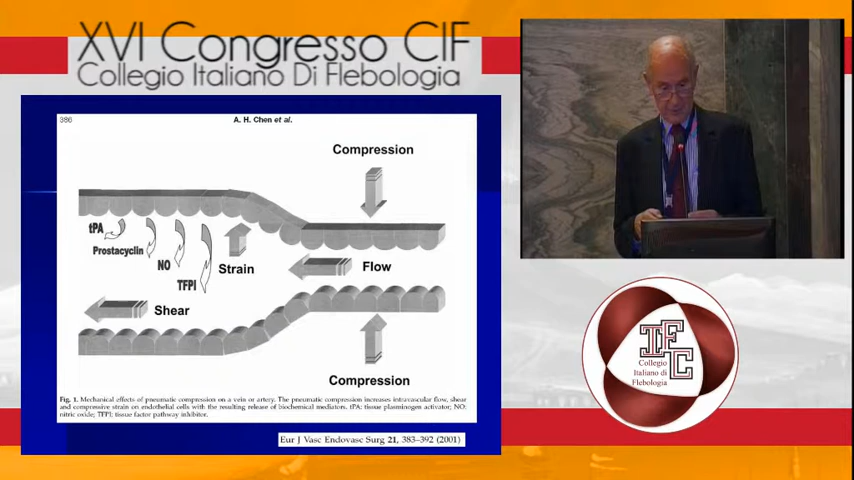 XVI Congresso CIF
Collegio Italiano Di Flebologia
386
A. H. Chen et al.
Compression
tPA
Prostacyclin
NO
TFPI
Strain
Flow
Shear
Compression
Fig. 1. Mechanical effects of pneumatic compression on a vein or artery. The pneumatic compression increases intravascular flow, shear
and compressive strain on endothelial cells with the resulting release of biochemical mediators. tPA: tissue plasminogen activator; NO:
nitric oxide; TFPI: tissue factor pathway inhibitor.
Eur J Vasc Endovasc Surg 21, 383–392 (2001)
Collegio
Italiano di
Flebologia